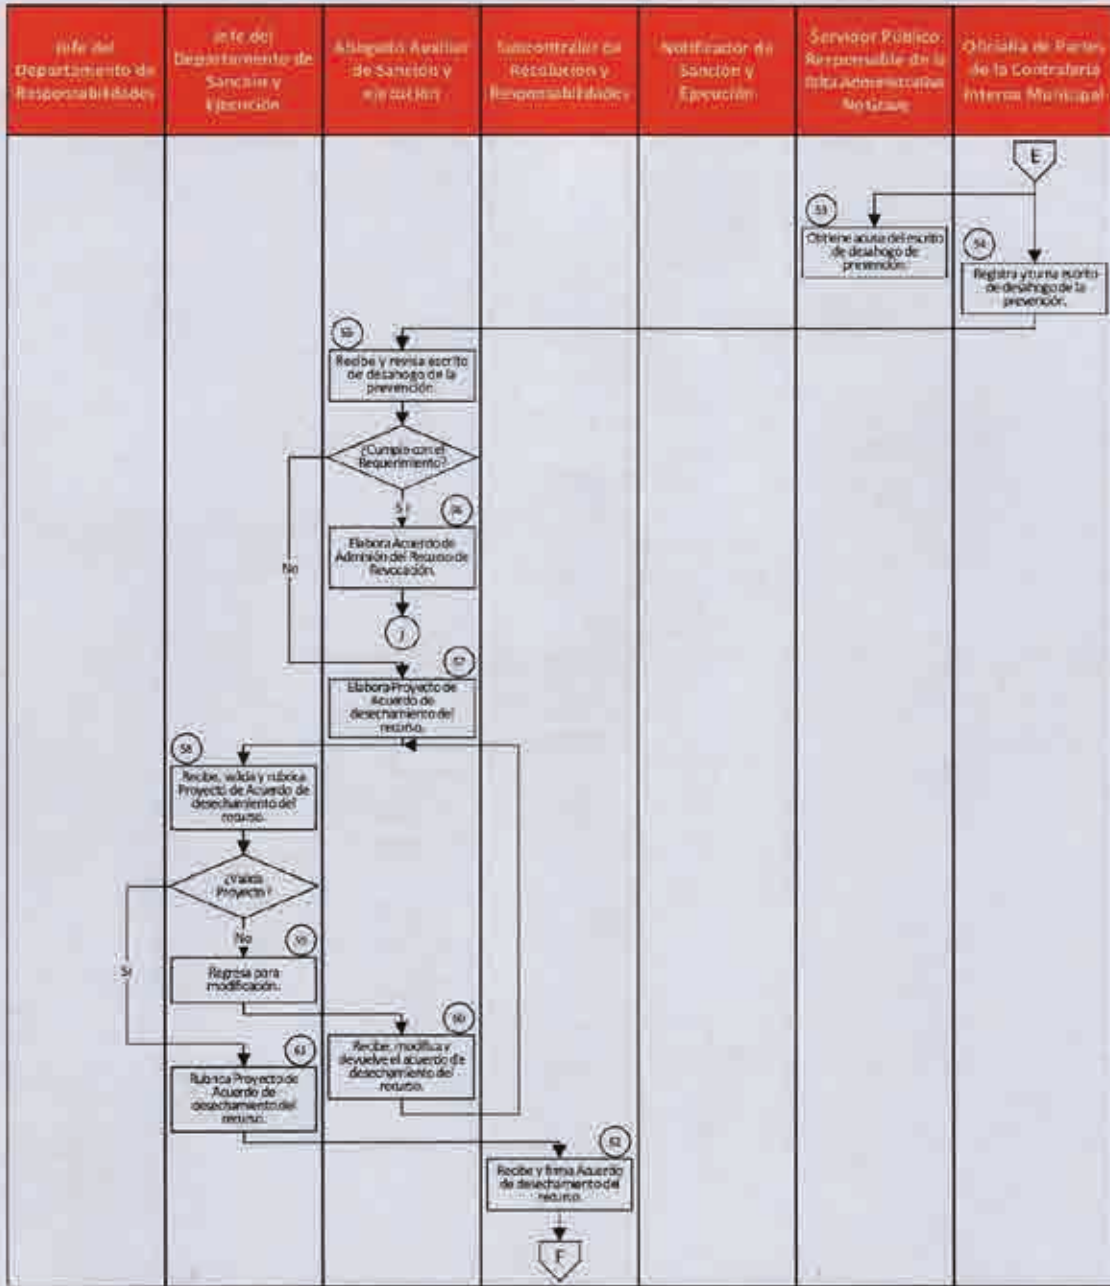 Jefe del
Departamento de
Responsabilidades
Jefe del
Departamento de
Sanción y
Ejecución
Abogado Auxiliar
de Sanción y
ejecución
Subcontralor de
Resolución y
Responsabilidades
Notificador de
Sanción y
Ejecución
Servidor Público
Responsable de la
falta Administrativa
No Grave
Oficialía de Partes
de la Contraloría
Interna Municipal
E
53
Obtiene acuse del escrito
de desahogo de
prevención.
54
Registra y turna escrito
de desahogo de la
prevención.
55
Recibe y revisa escrito
de desahogo de la
prevención.
¿Cumple con el
Requerimiento?
Si
56
Elabora Acuerdo de
Admisión del Recurso de
Revocación.
No
57
Elabora Proyecto de
Acuerdo de
desechamiento del
recurso.
58
Recibe, valida y rubrica
Proyecto de Acuerdo de
desechamiento del
recurso.
¿Valida
Proyecto?
No
59
Regresa para
modificación.
Si
60
Recibe, modifica y
devuelve el acuerdo de
desechamiento del
recurso.
61
Rubrica Proyecto de
Acuerdo de
desechamiento del
recurso.
62
Recibe y firma Acuerdo
de desechamiento del
recurso.
F